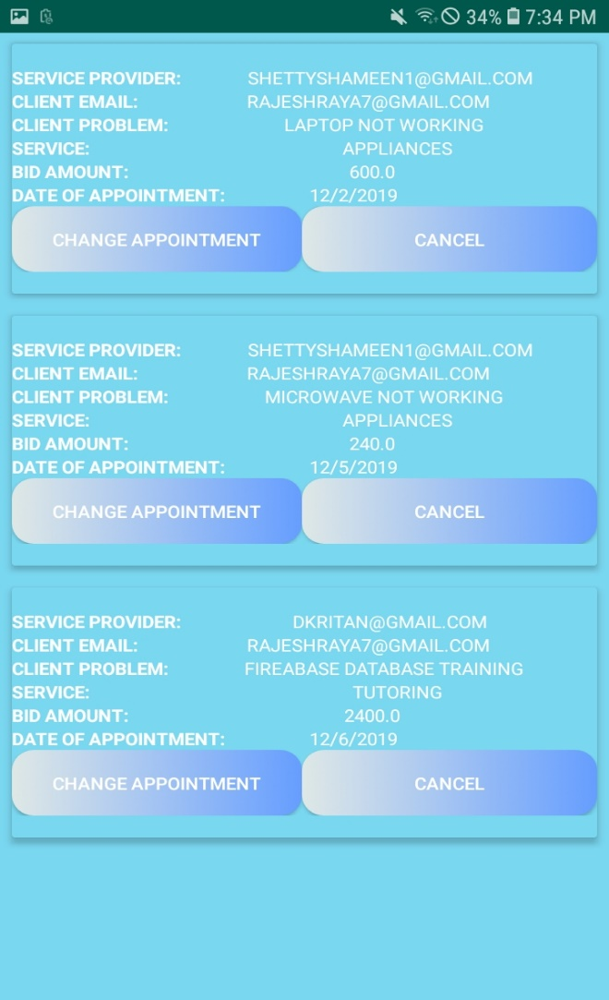 34% 7:34 PM
SERVICE PROVIDER: SHETTYSHAMEEN1@GMAIL.COM
CLIENT EMAIL: RAJESHRAYA7@GMAIL.COM
CLIENT PROBLEM: LAPTOP NOT WORKING
SERVICE: APPLIANCES
BID AMOUNT: 600.0
DATE OF APPOINTMENT: 12/2/2019
CHANGE APPOINTMENT CANCEL
SERVICE PROVIDER: SHETTYSHAMEEN1@GMAIL.COM
CLIENT EMAIL: RAJESHRAYA7@GMAIL.COM
CLIENT PROBLEM: MICROWAVE NOT WORKING
SERVICE: APPLIANCES
BID AMOUNT: 240.0
DATE OF APPOINTMENT: 12/5/2019
CHANGE APPOINTMENT CANCEL
SERVICE PROVIDER: DKRITAN@GMAIL.COM
CLIENT EMAIL: RAJESHRAYA7@GMAIL.COM
CLIENT PROBLEM: FIREABASE DATABASE TRAINING
SERVICE: TUTORING
BID AMOUNT: 2400.0
DATE OF APPOINTMENT: 12/6/2019
CHANGE APPOINTMENT CANCEL